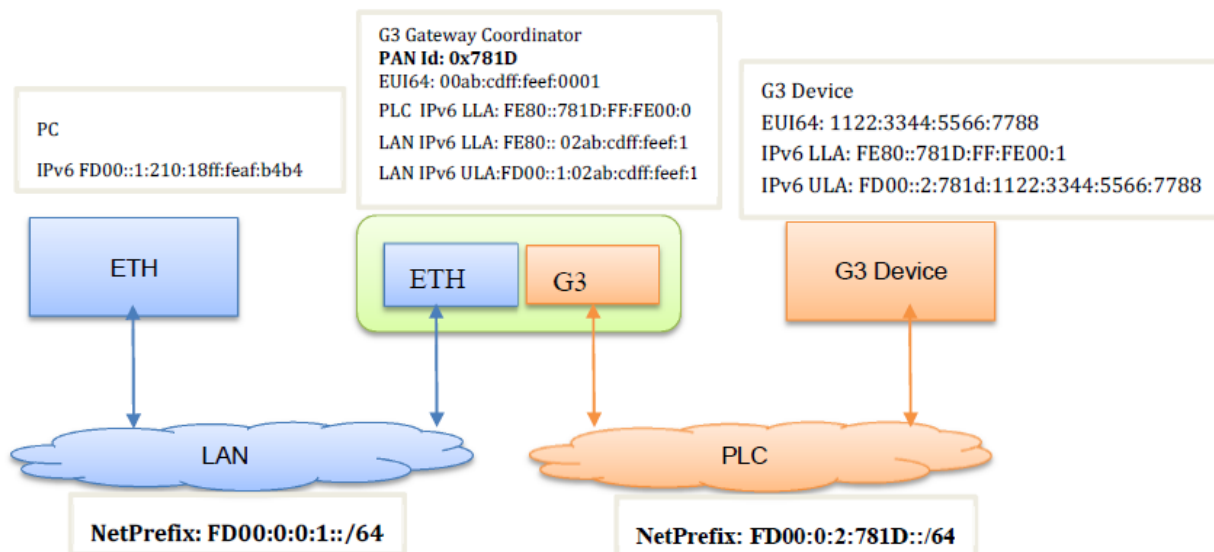 G3 Gateway Coordinator
PAN Id: 0x781D
EUI64: 00ab:cdff:feef:0001
PLC IPv6 LLA: FE80::781D:FF:FE00:0
LAN IPv6 LLA: FE80:: 02ab:cdff:feef:1
LAN IPv6 ULA:FD00::1:02ab:cdff:feef:1
PC
IPv6 FD00::1:210:18ff:feaf:b4b4
G3 Device
EUI64: 1122:3344:5566:7788
IPv6 LLA: FE80::781D:FF:FE00:1
IPv6 ULA: FD00::2:781d:1122:3344:5566:7788
ETH
ETH
G3
G3 Device
LAN
PLC
NetPrefix: FD00:0:0:1::/64
NetPrefix: FD00:0:2:781D::/64